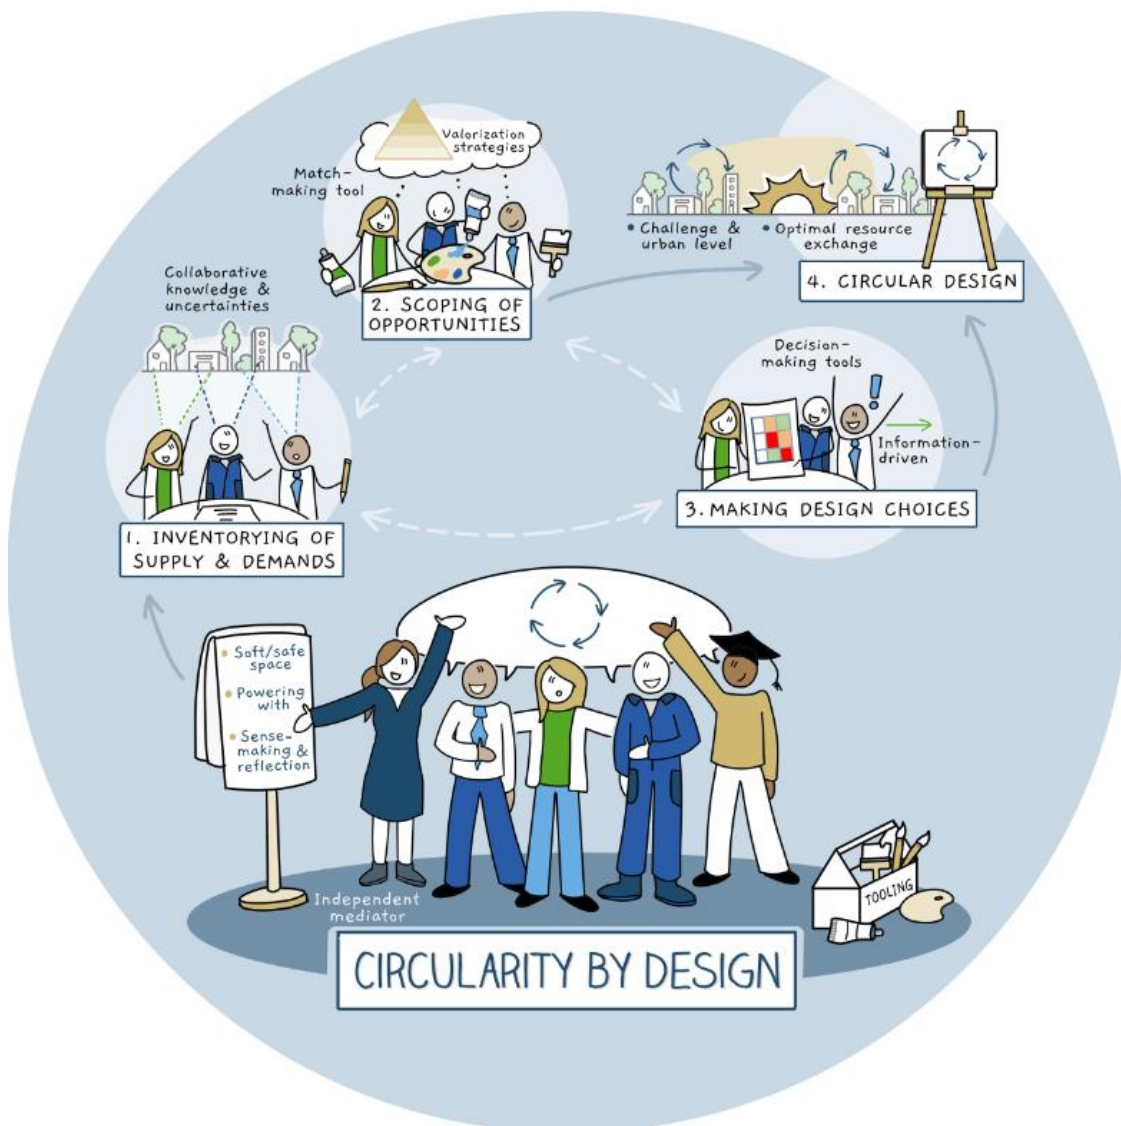 Valorization
strategies
Match-
making tool
2. SCOPING OF
OPPORTUNITIES
• Challenge &
urban level
• Optimal resource
exchange
4. CIRCULAR DESIGN
Collaborative
knowledge &
uncertainties
1. INVENTORYING OF
SUPPLY & DEMANDS
Decision-
making tools
!
Information-
driven
3. MAKING DESIGN CHOICES
• Soft/safe
space
• Powering
with
• Sense-
making &
reflection
Independent
mediator
TOOLING
CIRCULARITY BY DESIGN